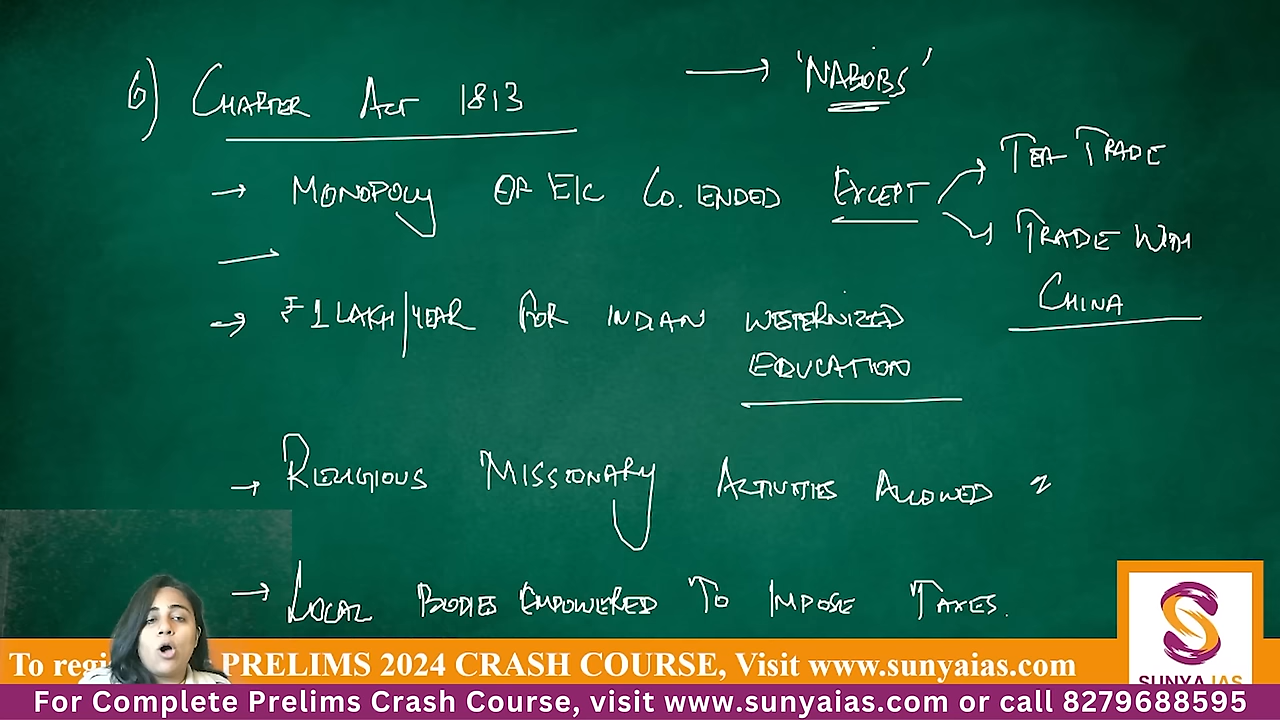 6) CHARTER ACT 1813
→ 'NABOBS'
→ MONOPOLY OF EIC CO. ENDED EXCEPT
TEA TRADE
TRADE WITH
CHINA
→ ₹1 LAKH/YEAR FOR INDIAN WESTERNIZED
EDUCATION
→ RELIGIOUS MISSIONARY ACTIVITIES ALLOWED
→ LOCAL BODIES EMPOWERED TO IMPOSE TAXES.
SUNYA IAS
To regi PRELIMS 2024 CRASH COURSE, Visit www.sunyaias.com
For Complete Prelims Crash Course, visit www.sunyaias.com or call 8279688595